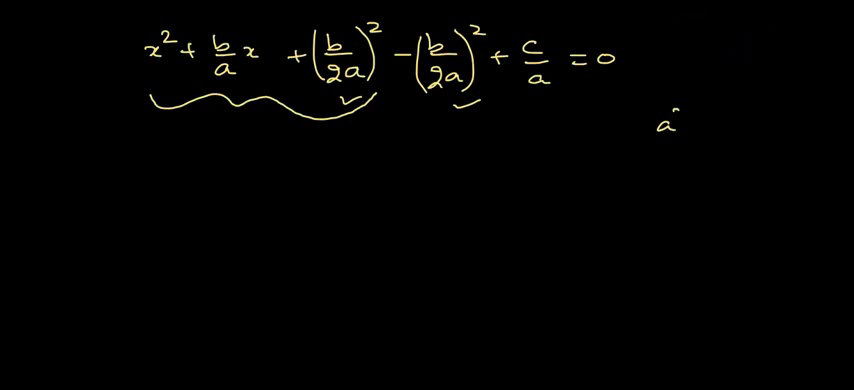 x² + b/a x + (b/2a)² - (b/2a)² + c/a = 0
a